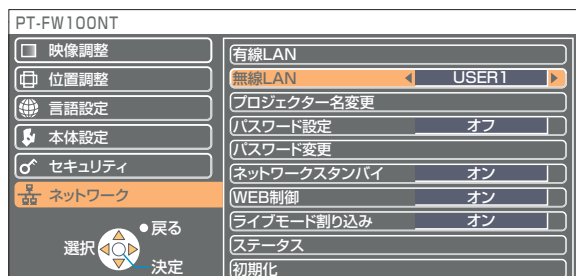 PT-FW100NT
映像調整
位置調整
言語設定
本体設定
セキュリティ
ネットワーク
戻る
選択
決定
有線LAN
無線LAN USER1
プロジェクター名変更
パスワード設定 オフ
パスワード変更
ネットワークスタンバイ オン
WEB制御 オン
ライブモード割り込み オン
ステータス
初期化